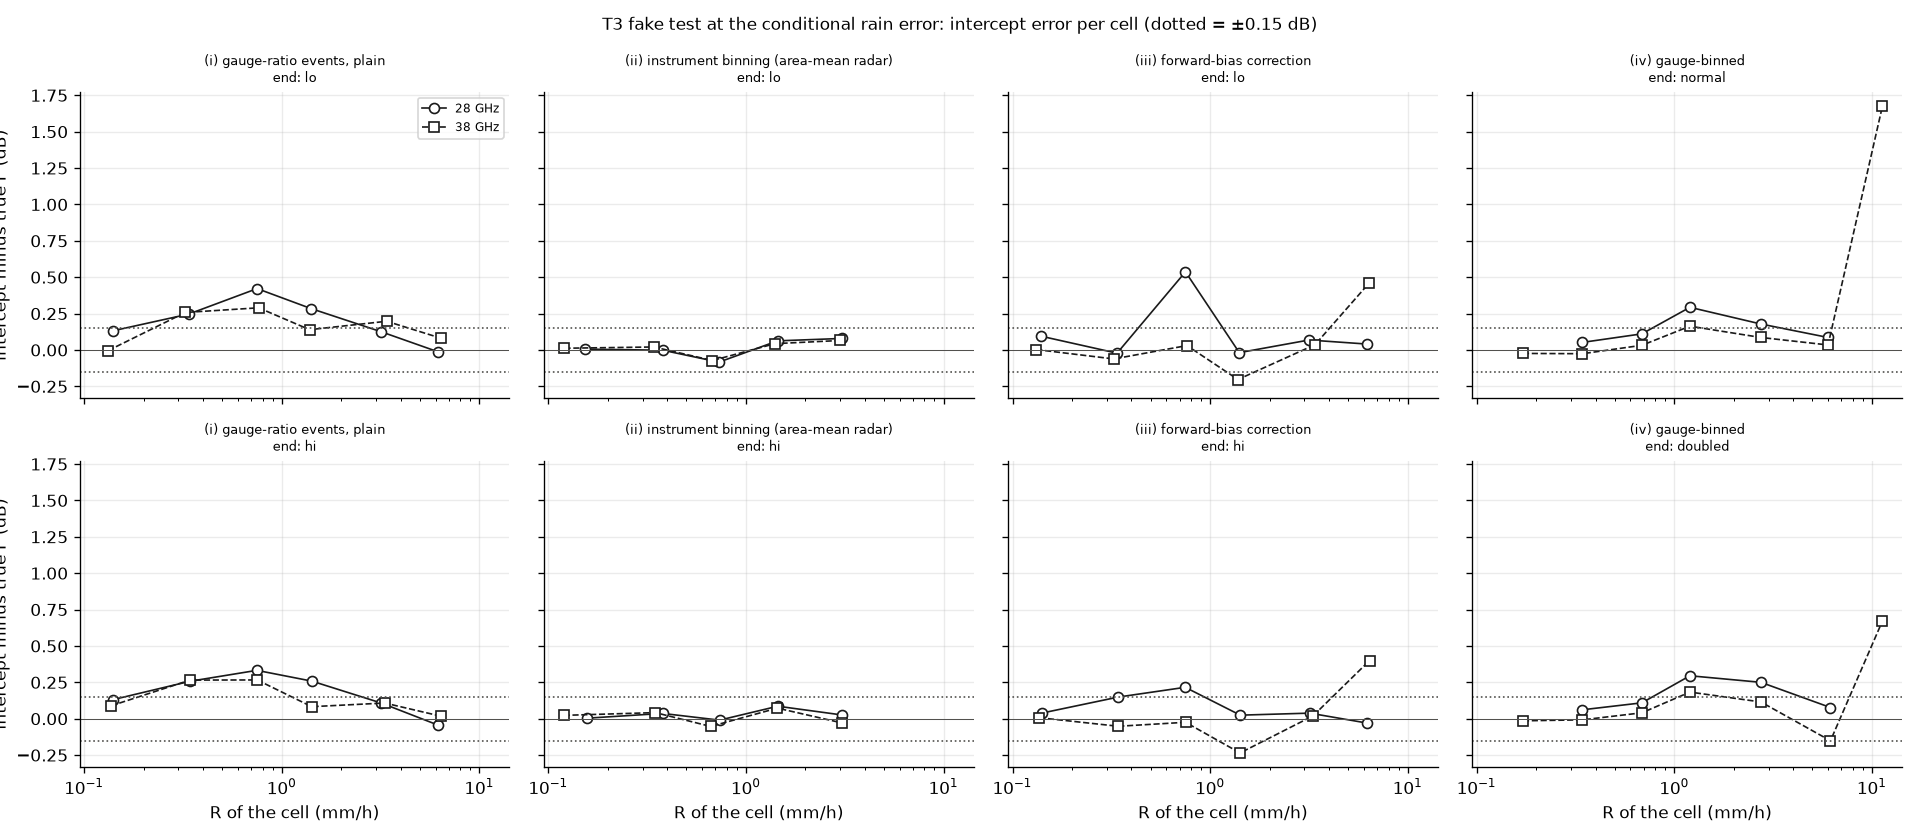 T3 fake test at the conditional rain error: intercept error per cell (dotted = ±0.15 dB)
(i) gauge-ratio events, plain
end: lo
(ii) instrument binning (area-mean radar)
end: lo
(iii) forward-bias correction
end: lo
(iv) gauge-binned
end: normal
28 GHz
38 GHz
1.75
1.50
1.25
1.00
0.75
0.50
0.25
0.00
−0.25
(i) gauge-ratio events, plain
end: hi
(ii) instrument binning (area-mean radar)
end: hi
(iii) forward-bias correction
end: hi
(iv) gauge-binned
end: doubled
1.75
1.50
1.25
1.00
0.75
0.50
0.25
0.00
−0.25
10⁻¹ 10⁰ 10¹
10⁻¹ 10⁰ 10¹
10⁻¹ 10⁰ 10¹
10⁻¹ 10⁰ 10¹
R of the cell (mm/h)
R of the cell (mm/h)
R of the cell (mm/h)
R of the cell (mm/h)